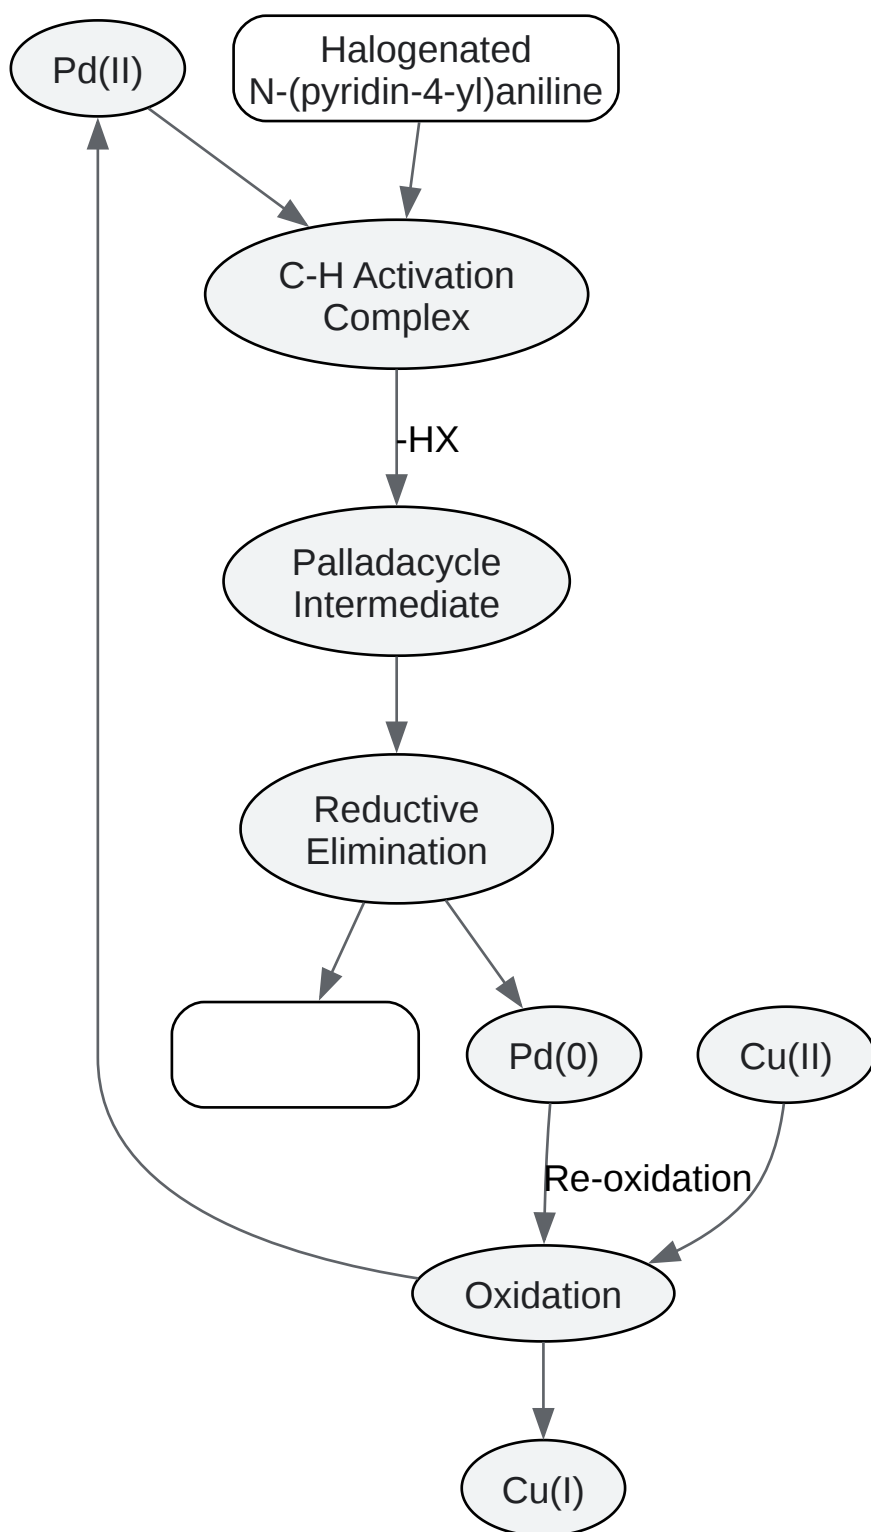 Pd(II)
Halogenated
N-(pyridin-4-yl)aniline
C-H Activation
Complex
-HX
Palladacycle
Intermediate
Reductive
Elimination
Pd(0)
Cu(II)
Re-oxidation
Oxidation
Cu(I)